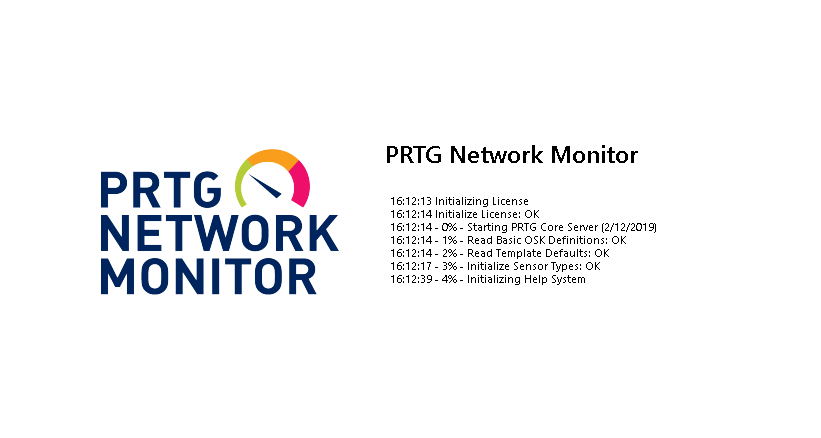 PRTG
NETWORK
MONITOR
PRTG Network Monitor
16:12:13 Initializing License
16:12:14 Initialize License: OK
16:12:14 - 0% - Starting PRTG Core Server (2/12/2019)
16:12:14 - 1% - Read Basic OSK Definitions: OK
16:12:14 - 2% - Read Template Defaults: OK
16:12:17 - 3% - Initialize Sensor Types: OK
16:12:39 - 4% - Initializing Help System